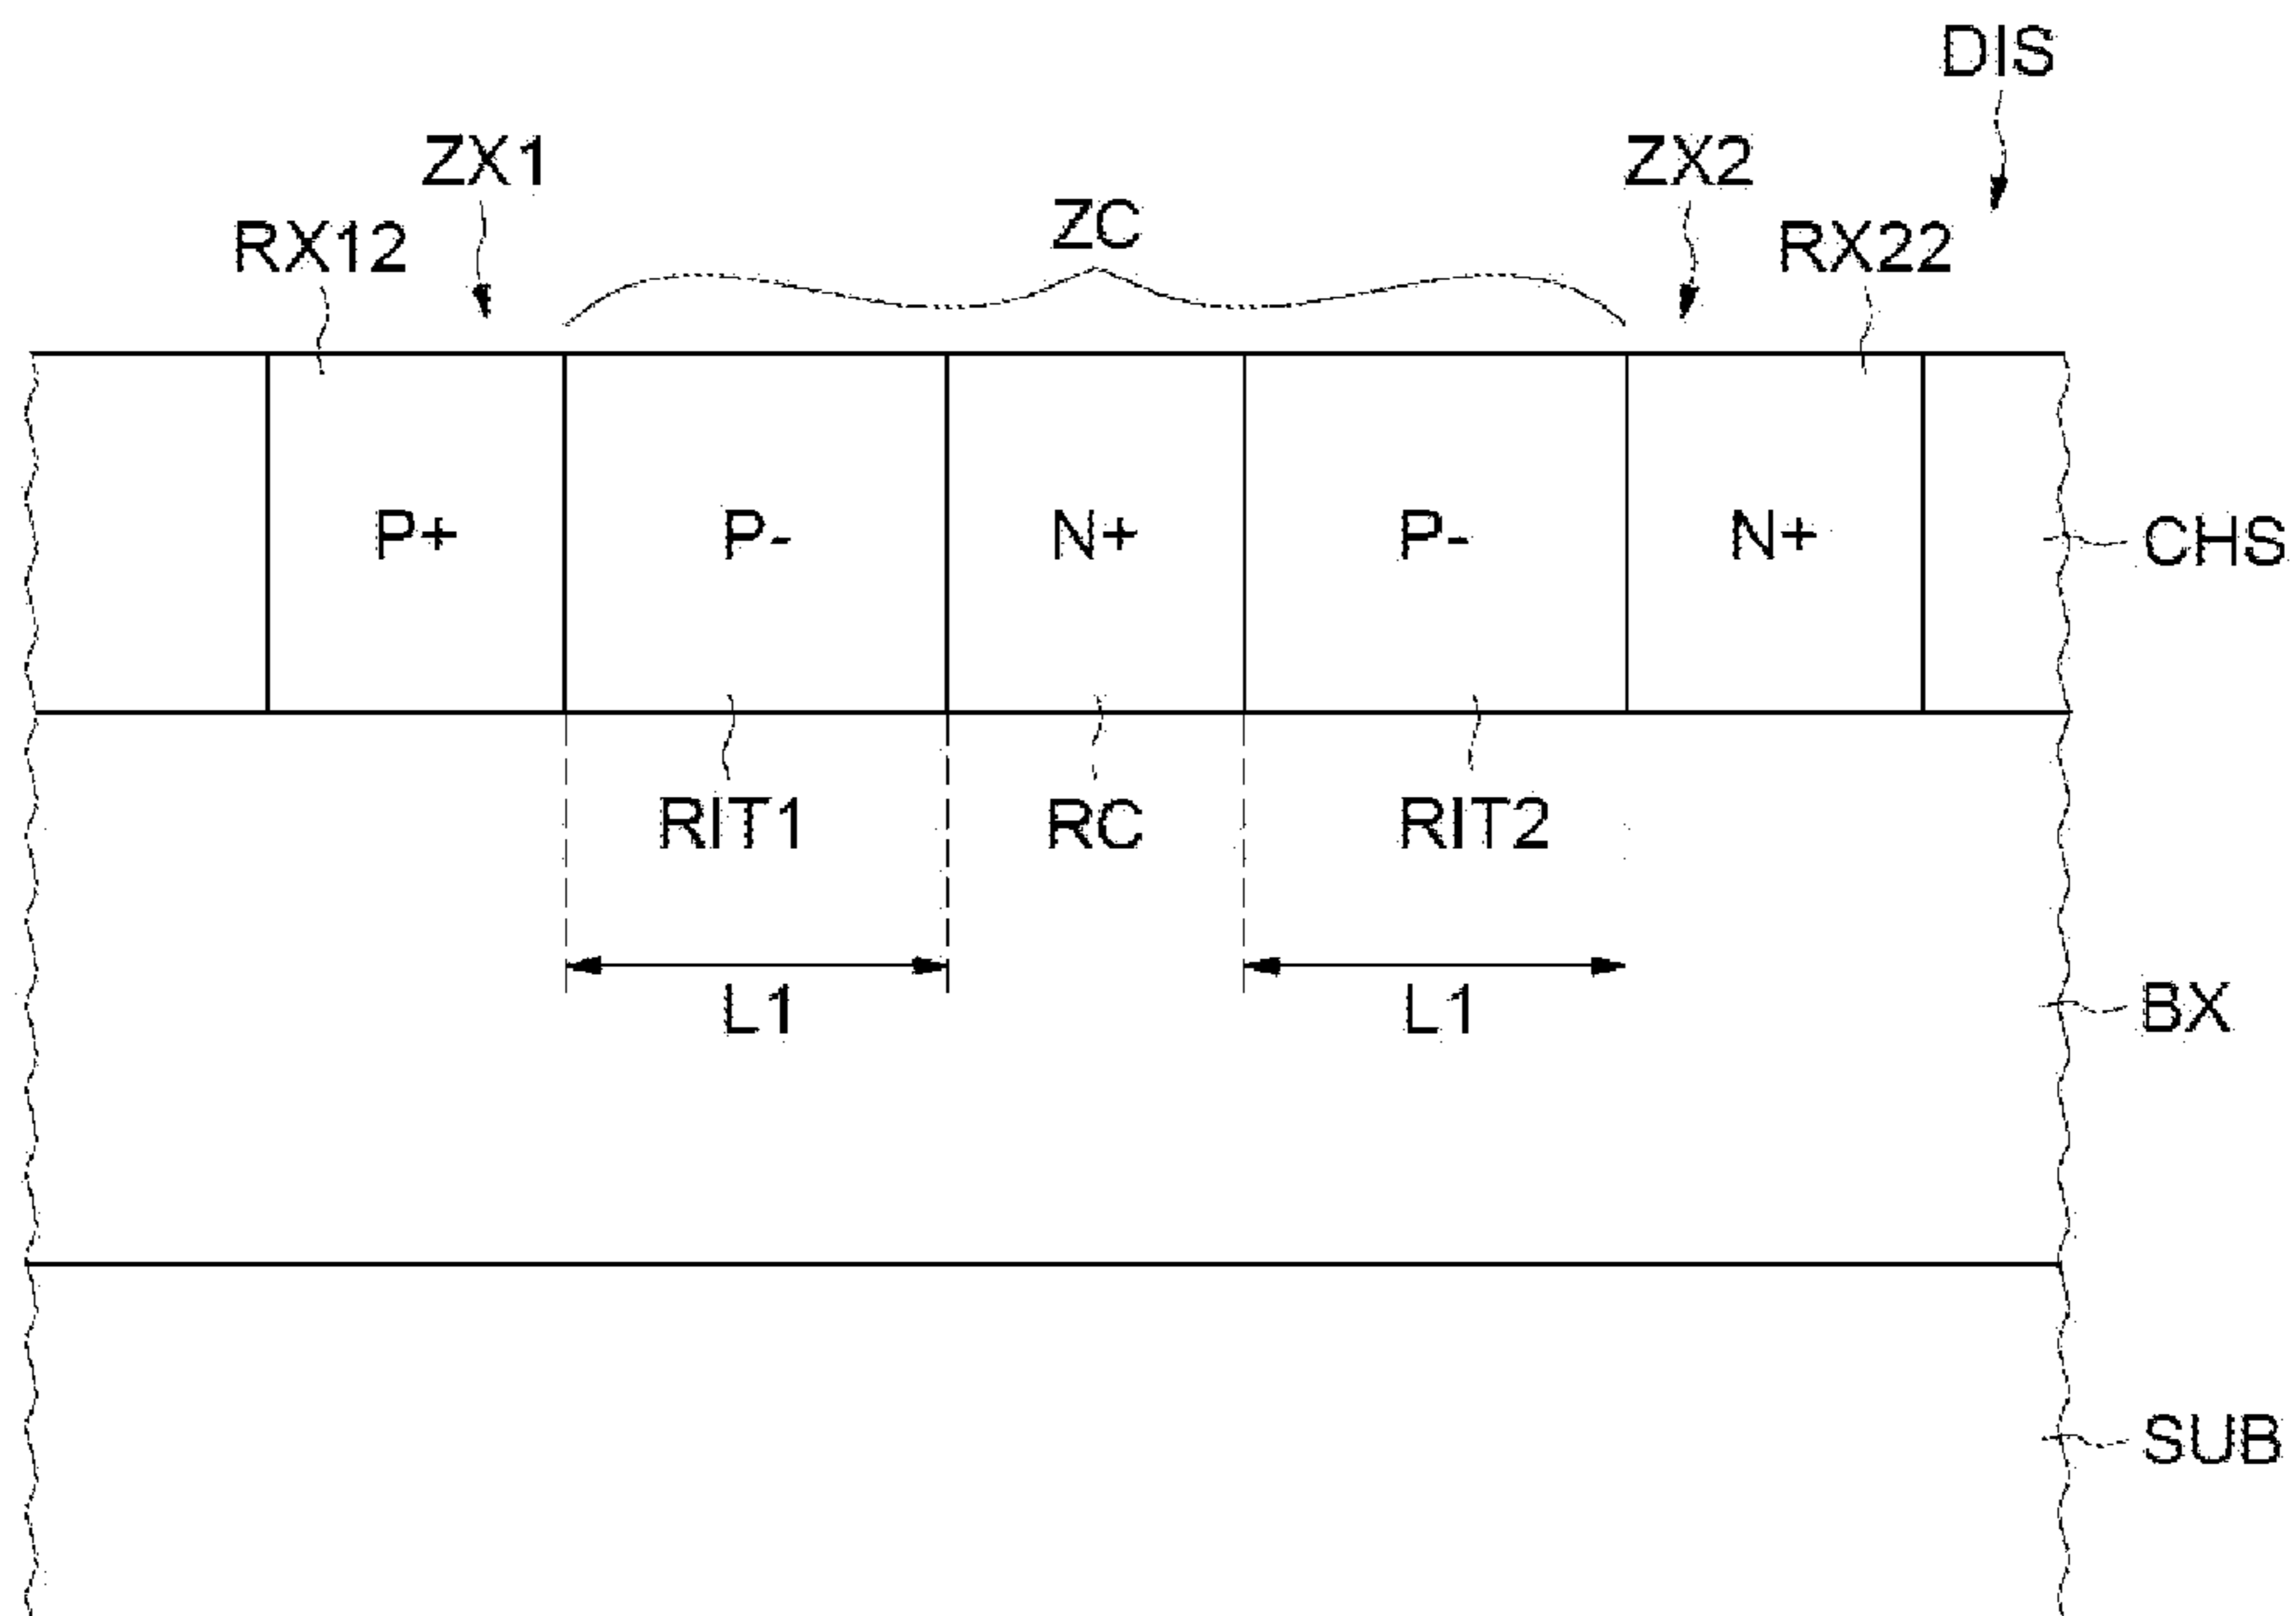 DIS
ZX1 ZX2
RX12 ZC RX22
P+ P- N+ P- N+ CHS
RIT1 RC RIT2
L1 L1 BX
SUB